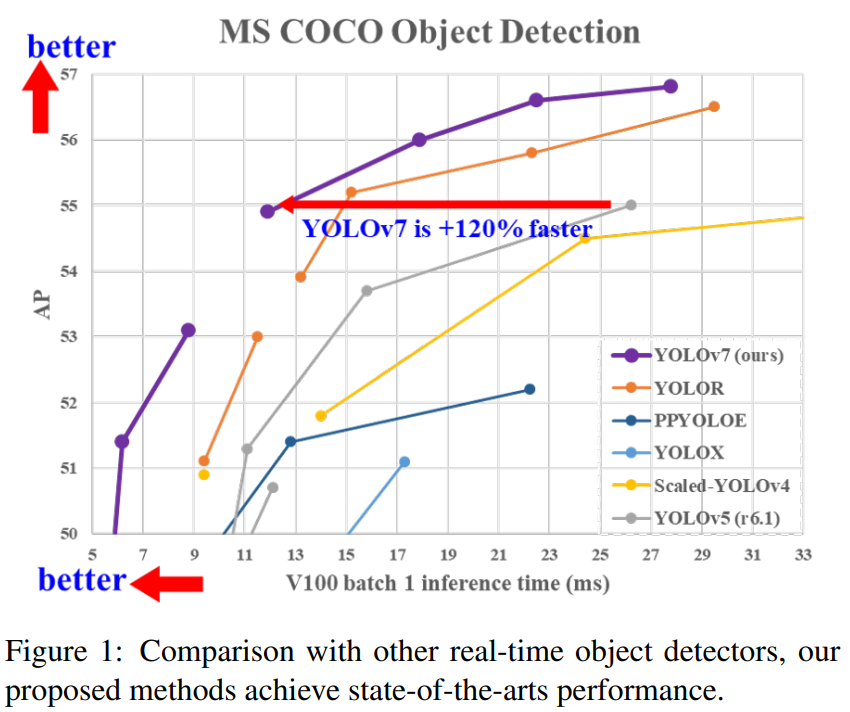 MS COCO Object Detection
better
57
56
55
54
53
52
51
50
AP
YOLOv7 is +120% faster
YOLOv7 (ours)
YOLOR
PPYOLOE
YOLOX
Scaled-YOLOv4
YOLOv5 (r6.1)
5 7 9 11 13 15 17 19 21 23 25 27 29 31 33
better
V100 batch 1 inference time (ms)
Figure 1: Comparison with other real-time object detectors, our
proposed methods achieve state-of-the-arts performance.